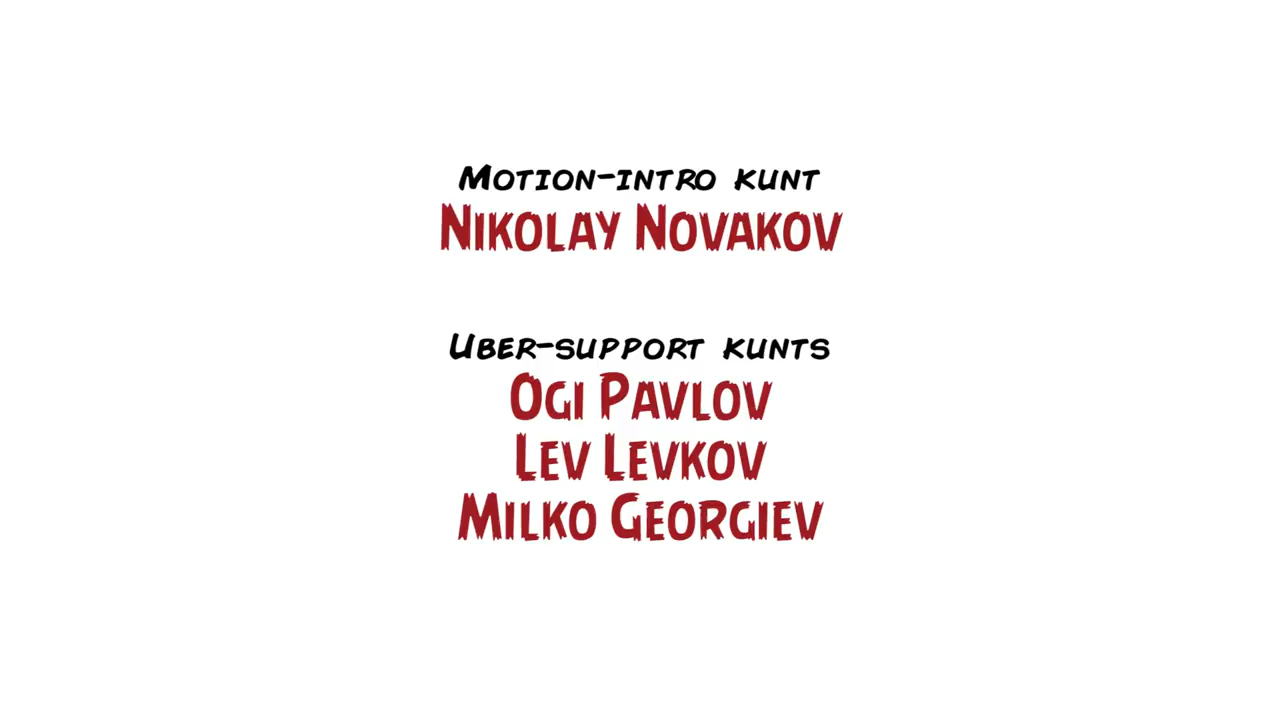 Motion-intro kunt
Nikolay Novakov
Uber-support kunts
Ogi Pavlov
Lev Levkov
Milko Georgiev